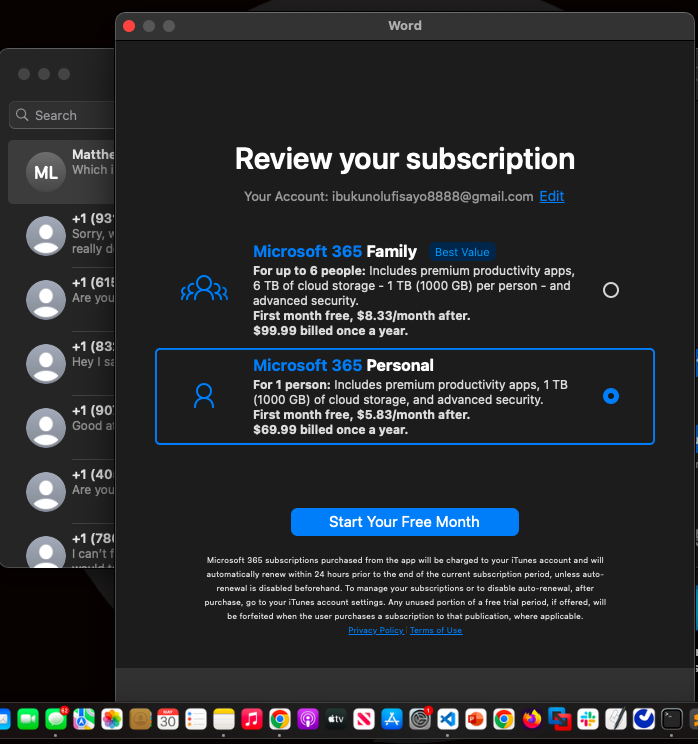 Word
Search
ML
Matthe
Which i
+1 (931
Sorry, w
really d
+1 (615
Are you
+1 (83
Hey I sa
+1 (90
Good a
+1 (40
Are you
+1 (786
I can't f
would t
Review your subscription
Your Account: ibukunolufisayo8888@gmail.com Edit
Microsoft 365 Family Best Value
For up to 6 people: Includes premium productivity apps,
6 TB of cloud storage - 1 TB (1000 GB) per person - and
advanced security.
First month free, $8.33/month after.
$99.99 billed once a year.
Microsoft 365 Personal
For 1 person: Includes premium productivity apps, 1 TB
(1000 GB) of cloud storage, and advanced security.
First month free, $5.83/month after.
$69.99 billed once a year.
Start Your Free Month
Microsoft 365 subscriptions purchased from the app will be charged to your iTunes account and will
automatically renew within 24 hours prior to the end of the current subscription period, unless auto-
renewal is disabled beforehand. To manage your subscriptions or to disable auto-renewal, after
purchase, go to your iTunes account settings. Any unused portion of a free trial period, if offered, will
be forfeited when the user purchases a subscription to that publication, where applicable.
Privacy Policy | Terms of Use
MAY
30
tv
1